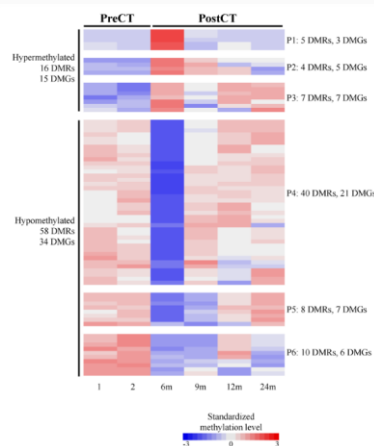 PreCT PostCT
P1: 5 DMRs, 3 DMGs
Hypermethylated
16 DMRs
15 DMGs
P2: 4 DMRs, 5 DMGs
P3: 7 DMRs, 7 DMGs
P4: 40 DMRs, 21 DMGs
Hypomethylated
58 DMRs
34 DMGs
P5: 8 DMRs, 7 DMGs
P6: 10 DMRs, 6 DMGs
1 2 6m 9m 12m 24m
Standardized
methylation level
-3 0 3